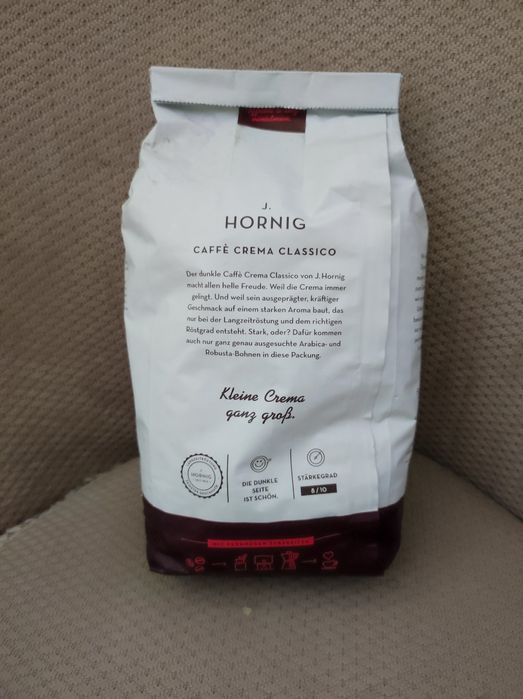 J.
HORNIG
CAFFÈ CREMA CLASSICO
Der dunkle Caffè Crema Classico von J. Hornig
macht allen helle Freude. Weil die Crema immer
gelingt. Und weil sein ausgeprägter, kräftiger
Geschmack auf einem starken Aroma baut, das
nur bei der Langzeitröstung und dem richtigen
Röstgrad entsteht. Stark, oder? Dafür kommen
auch nur ganz genau ausgesuchte Arabica- und
Robusta-Bohnen in diese Packung.
Kleine Crema
ganz groß.
J.
HORNIG
DIE DUNKLE
SEITE
IST SCHÖN.
STÄRKEGRAD
8/10